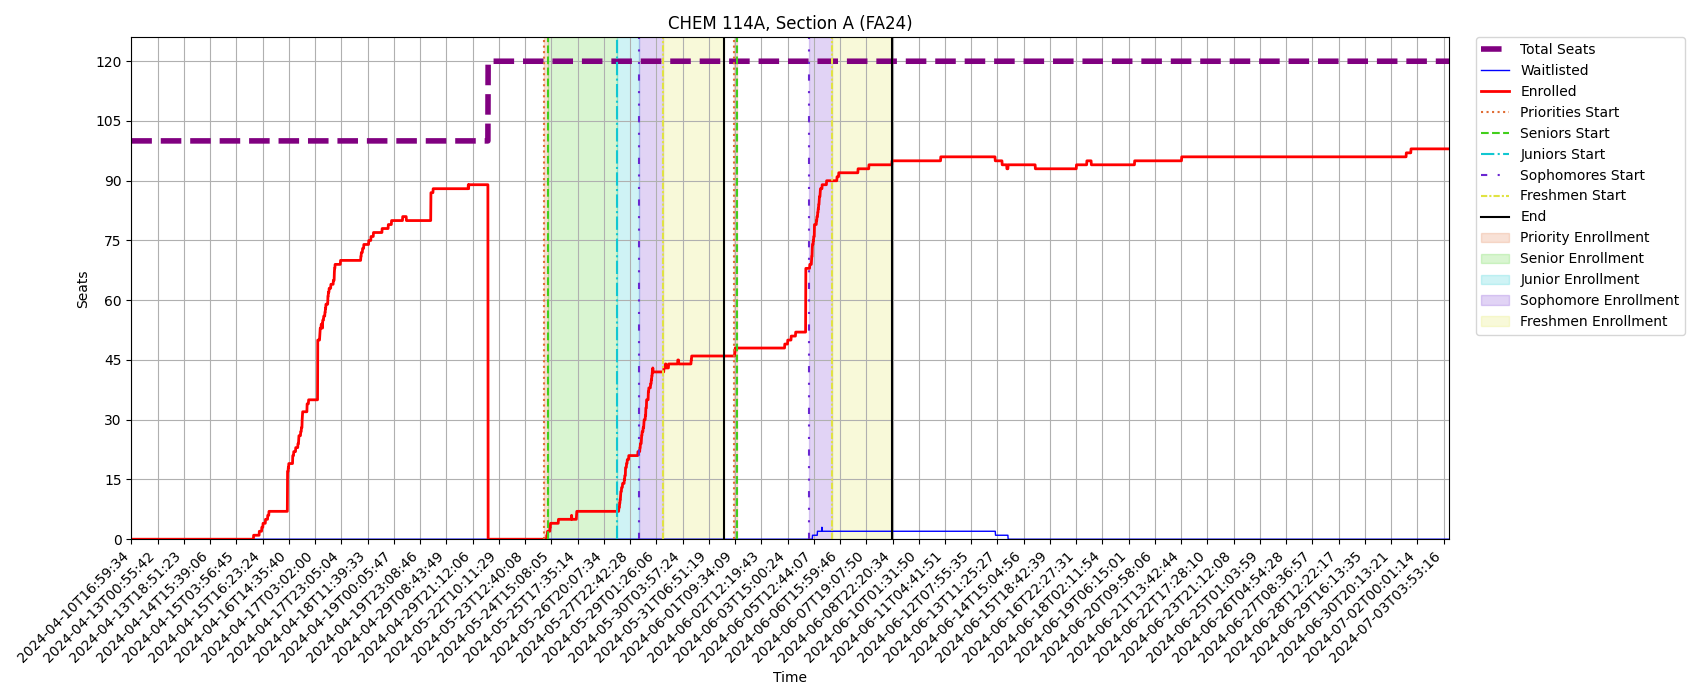 CHEM 114A, Section A (FA24)
Total Seats
Waitlisted
Enrolled
Priorities Start
Seniors Start
Juniors Start
Sophomores Start
Freshmen Start
End
Priority Enrollment
Senior Enrollment
Junior Enrollment
Sophomore Enrollment
Freshmen Enrollment
Seats
120
105
90
75
60
45
30
15
0
2024-04-10T16:59:34
2024-04-13T00:55:42
2024-04-13T18:51:23
2024-04-14T15:39:06
2024-04-15T03:56:45
2024-04-15T16:23:24
2024-04-16T14:35:40
2024-04-17T03:02:00
2024-04-17T23:05:04
2024-04-18T11:39:33
2024-04-19T00:05:47
2024-04-19T23:08:46
2024-04-29T08:43:49
2024-04-29T21:12:06
2024-05-22T10:11:29
2024-05-23T12:40:08
2024-05-24T15:08:05
2024-05-25T17:35:14
2024-05-26T20:07:34
2024-05-27T22:42:28
2024-05-29T01:26:06
2024-05-30T03:57:24
2024-05-31T06:51:19
2024-06-01T09:34:09
2024-06-02T12:19:43
2024-06-03T15:00:24
2024-06-05T12:44:07
2024-06-06T15:59:46
2024-06-07T19:07:50
2024-06-08T22:20:34
2024-06-10T01:31:50
2024-06-11T04:41:51
2024-06-12T07:55:35
2024-06-13T11:25:27
2024-06-14T15:04:56
2024-06-15T18:42:39
2024-06-16T22:27:31
2024-06-18T02:11:54
2024-06-19T06:15:01
2024-06-20T09:58:06
2024-06-21T13:42:44
2024-06-22T17:28:10
2024-06-23T21:12:08
2024-06-25T01:03:59
2024-06-26T04:54:28
2024-06-27T08:36:57
2024-06-28T12:22:17
2024-06-29T16:13:35
2024-06-30T20:13:21
2024-07-02T00:01:14
2024-07-03T03:53:16
Time